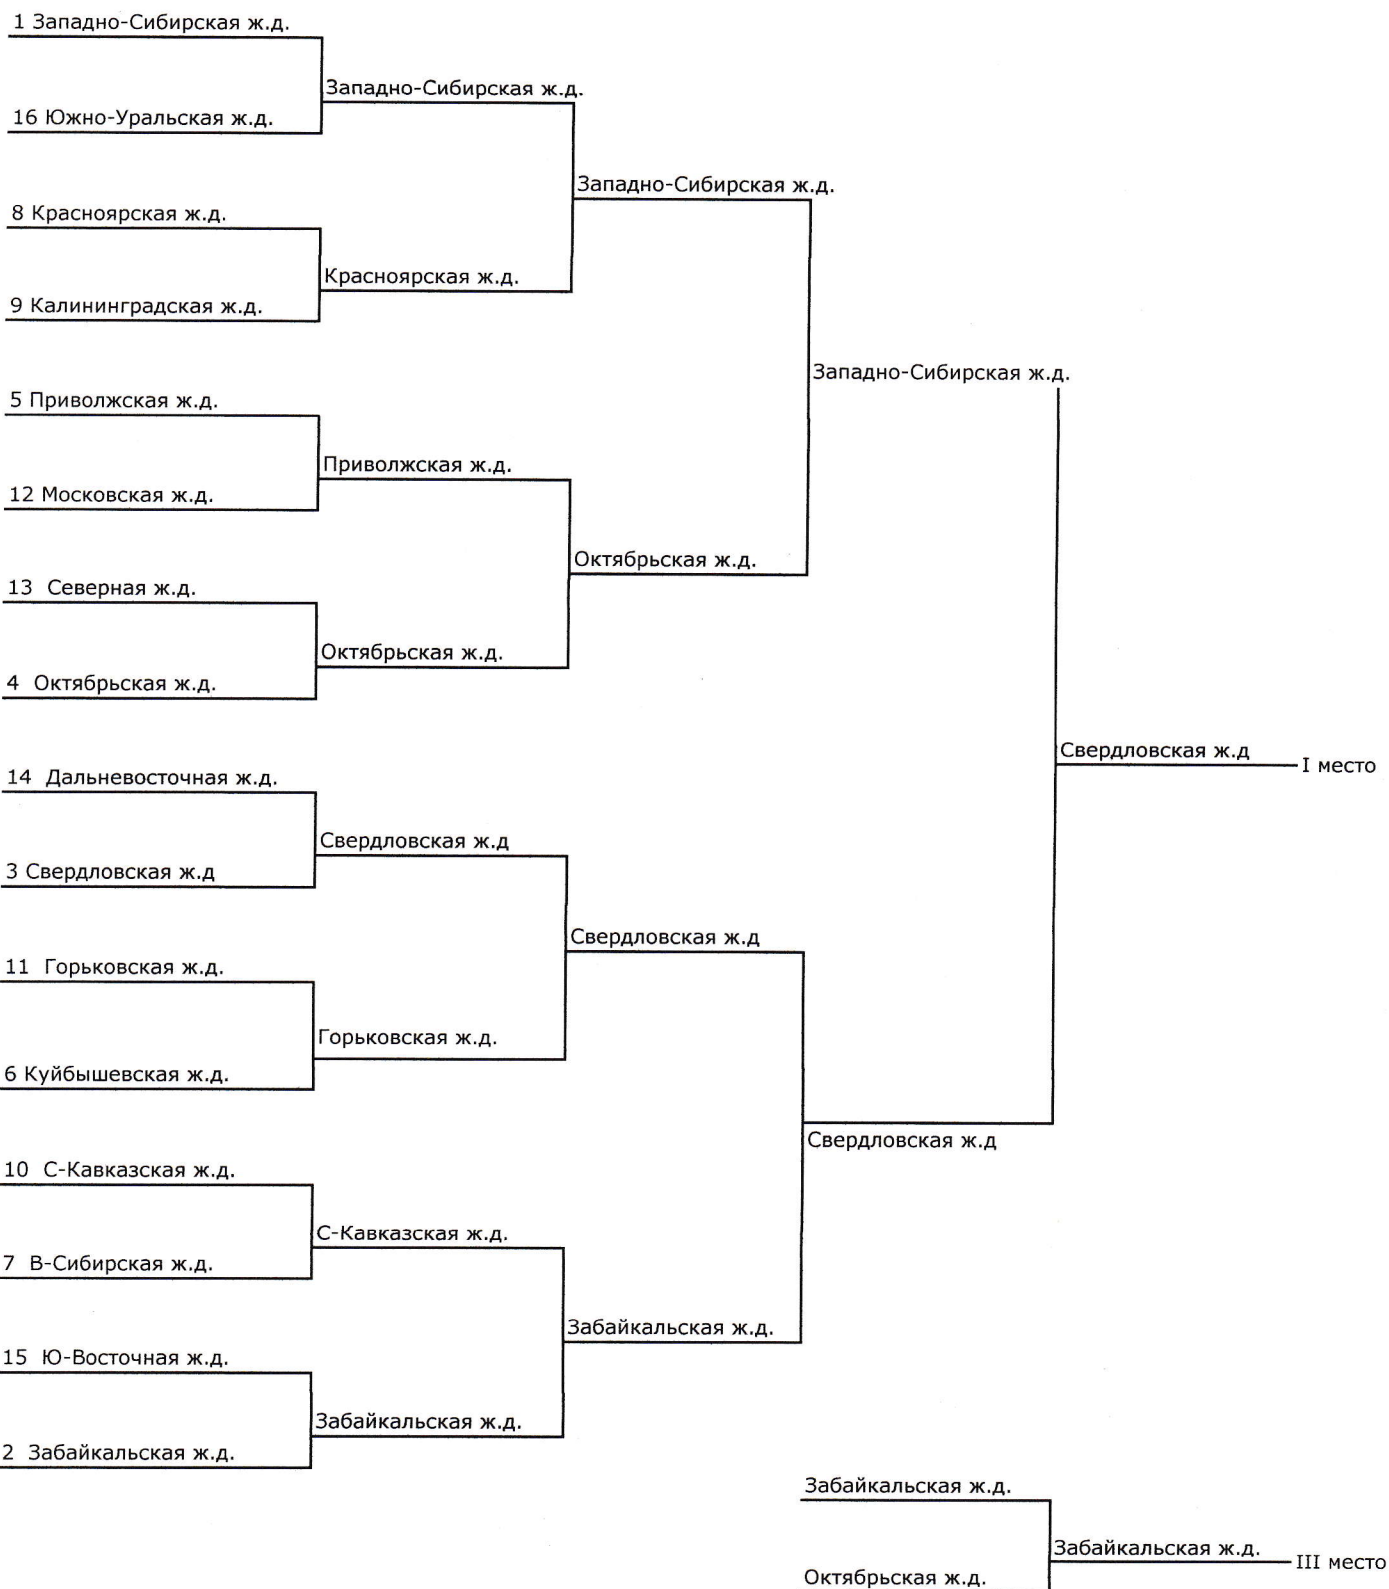 1 Западно-Сибирская ж.д.
Западно-Сибирская ж.д.
16 Южно-Уральская ж.д.
Западно-Сибирская ж.д.
8 Красноярская ж.д.
Красноярская ж.д.
9 Калининградская ж.д.
Западно-Сибирская ж.д.
5 Приволжская ж.д.
Приволжская ж.д.
12 Московская ж.д.
Октябрьская ж.д.
13 Северная ж.д.
Октябрьская ж.д.
4 Октябрьская ж.д.
Свердловская ж.д
I место
14 Дальневосточная ж.д.
Свердловская ж.д
3 Свердловская ж.д
Свердловская ж.д
11 Горьковская ж.д.
Горьковская ж.д.
6 Куйбышевская ж.д.
Свердловская ж.д
10 С-Кавказская ж.д.
С-Кавказская ж.д.
7 В-Сибирская ж.д.
Забайкальская ж.д.
15 Ю-Восточная ж.д.
Забайкальская ж.д.
2 Забайкальская ж.д.
Забайкальская ж.д.
Забайкальская ж.д.
III место
Октябрьская ж.д.